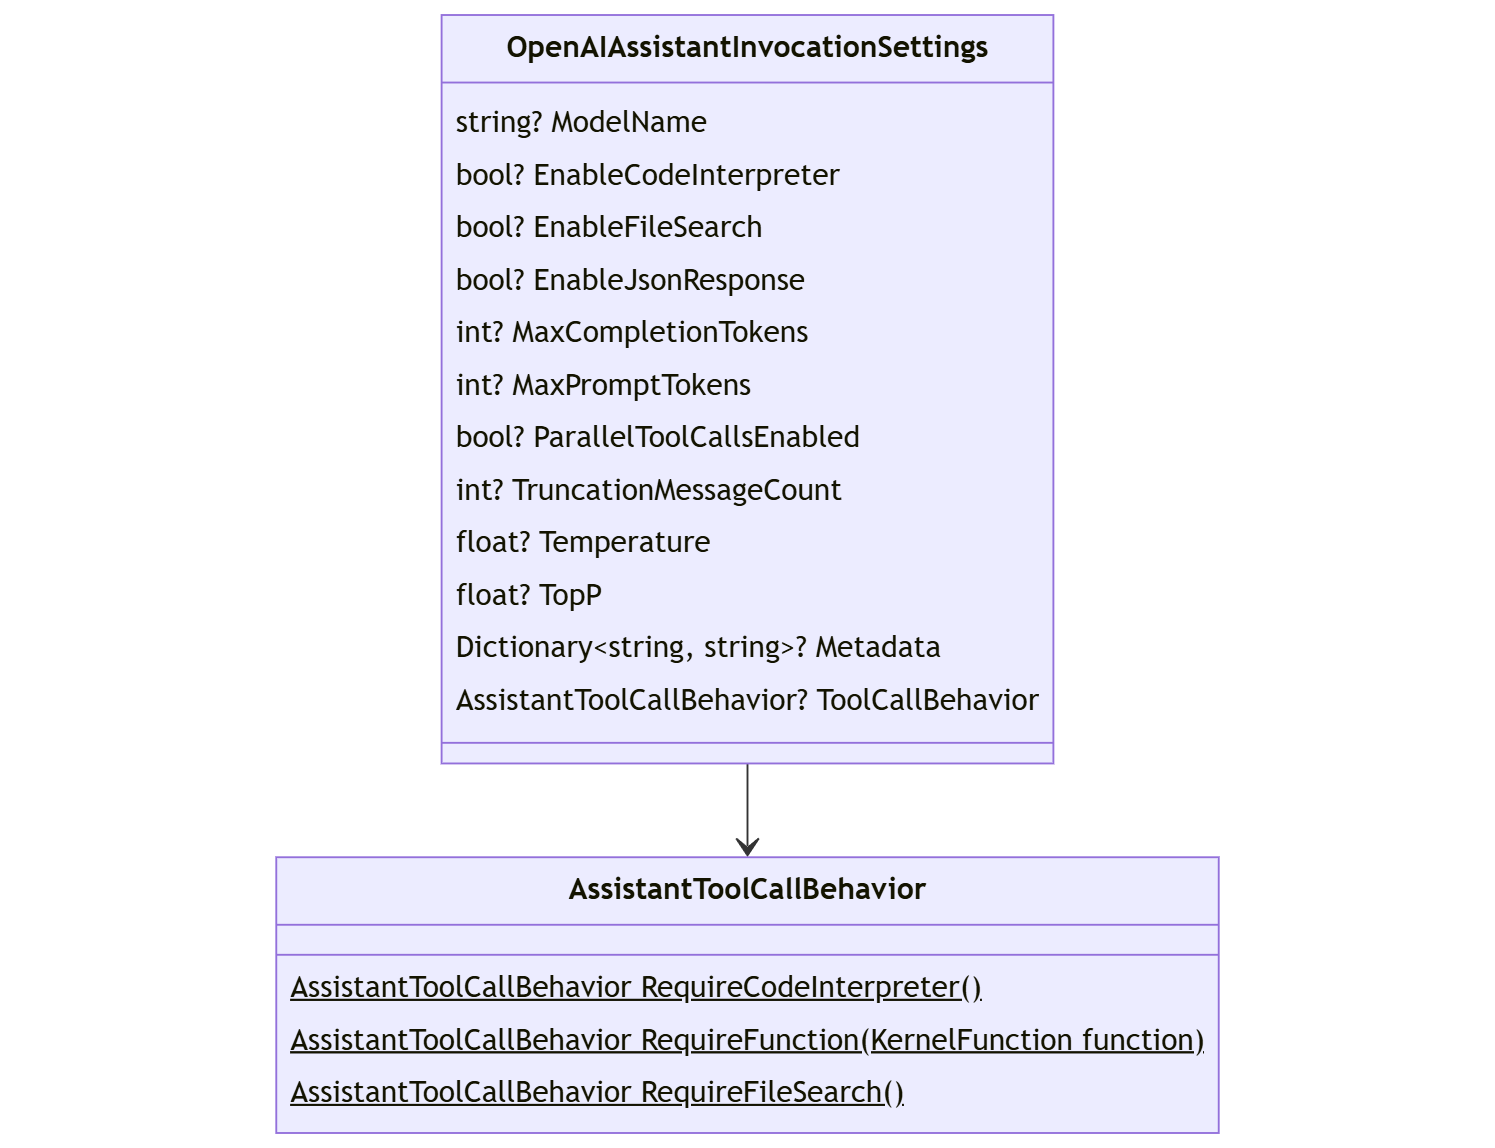 OpenAIAssistantInvocationSettings
string? ModelName
bool? EnableCodeInterpreter
bool? EnableFileSearch
bool? EnableJsonResponse
int? MaxCompletionTokens
int? MaxPromptTokens
bool? ParallelToolCallsEnabled
int? TruncationMessageCount
float? Temperature
float? TopP
Dictionary<string, string>? Metadata
AssistantToolCallBehavior? ToolCallBehavior
AssistantToolCallBehavior
AssistantToolCallBehavior RequireCodeInterpreter()
AssistantToolCallBehavior RequireFunction(KernelFunction function)
AssistantToolCallBehavior RequireFileSearch()